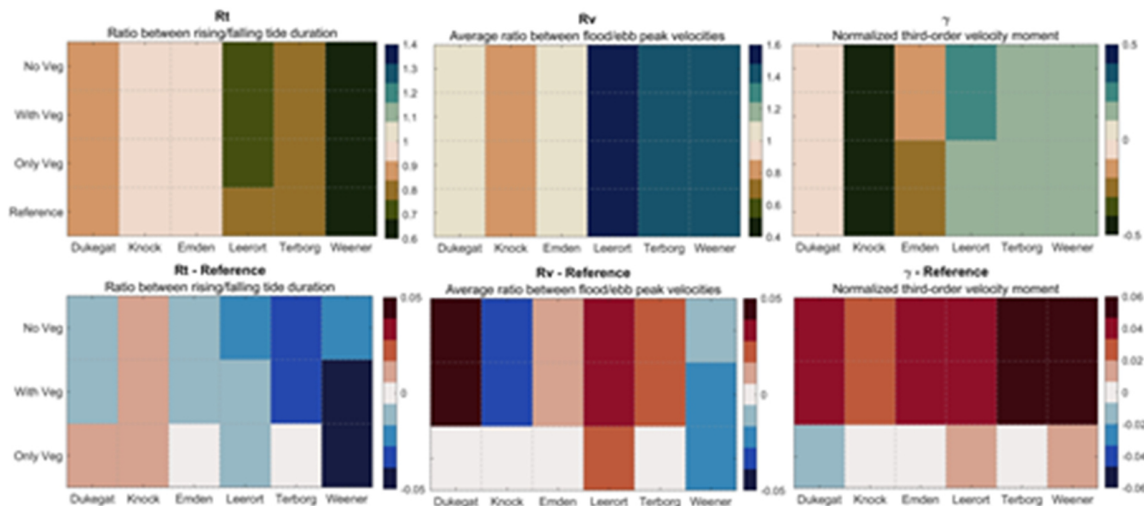 Rt
Ratio between rising/falling tide duration
No Veg
With Veg
Only Veg
Reference
Dukegat Knock Emden Leerort Terborg Weener
1.4
1.3
1.2
1.1
1
0.9
0.8
0.7
0.6
Rv
Average ratio between flood/ebb peak velocities
Dukegat Knock Emden Leerort Terborg Weener
1.6
1.4
1.2
1
0.8
0.6
0.4
γ
Normalized third-order velocity moment
Dukegat Knock Emden Leerort Terborg Weener
0.5
0
-0.5
Rt - Reference
Ratio between rising/falling tide duration
No Veg
With Veg
Only Veg
Dukegat Knock Emden Leerort Terborg Weener
0.05
0
-0.05
Rv - Reference
Average ratio between flood/ebb peak velocities
Dukegat Knock Emden Leerort Terborg Weener
0.05
0
-0.05
γ - Reference
Normalized third-order velocity moment
Dukegat Knock Emden Leerort Terborg Weener
0.06
0.04
0.02
0
-0.02
-0.04
-0.06